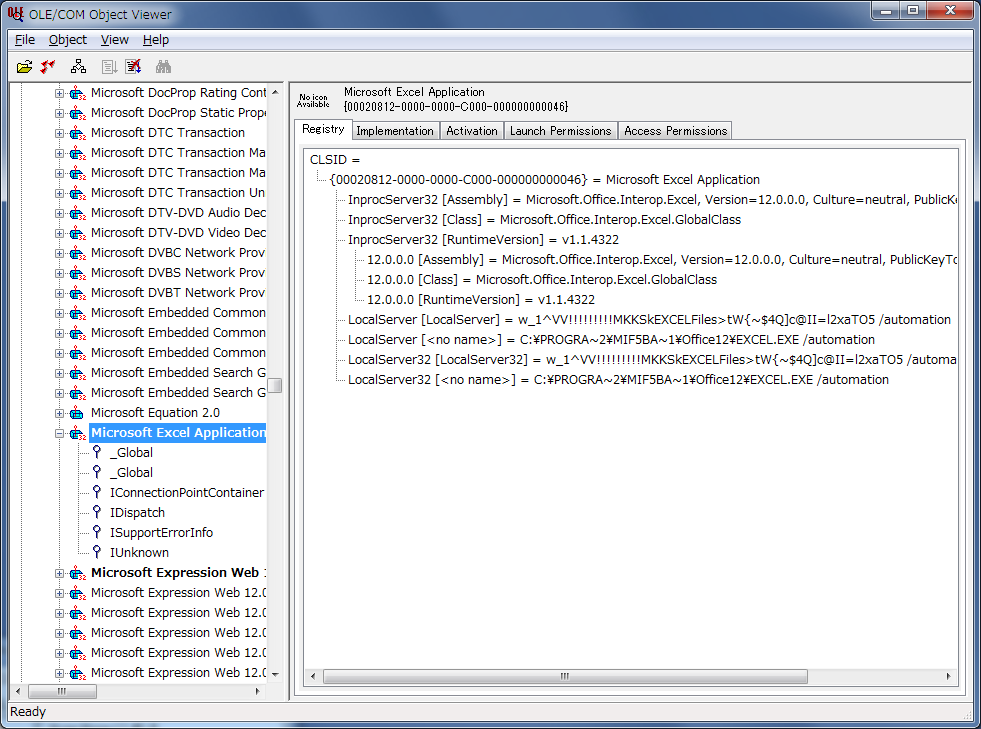 OLE/COM Object Viewer
File Object View Help
Microsoft DocProp Rating Cont
Microsoft DocProp Static Prope
Microsoft DTC Transaction
Microsoft DTC Transaction Ma
Microsoft DTC Transaction Ma
Microsoft DTC Transaction Un
Microsoft DTV-DVD Audio Dec
Microsoft DTV-DVD Video Dec
Microsoft DVBC Network Prov
Microsoft DVBS Network Prov
Microsoft DVBT Network Prov
Microsoft Embedded Common
Microsoft Embedded Common
Microsoft Embedded Common
Microsoft Embedded Search G
Microsoft Embedded Search G
Microsoft Equation 2.0
Microsoft Excel Application
_Global
_Global
IConnectionPointContainer
IDispatch
ISupportErrorInfo
IUnknown
Microsoft Expression Web 1
Microsoft Expression Web 12.0
Microsoft Expression Web 12.0
Microsoft Expression Web 12.0
Microsoft Expression Web 12.0
Microsoft Expression Web 12.0
No icon
Available
Microsoft Excel Application
{00020812-0000-0000-C000-000000000046}
Registry Implementation Activation Launch Permissions Access Permissions
CLSID =
{00020812-0000-0000-C000-000000000046} = Microsoft Excel Application
InprocServer32 [Assembly] = Microsoft.Office.Interop.Excel, Version=12.0.0.0, Culture=neutral, PublicKe
InprocServer32 [Class] = Microsoft.Office.Interop.Excel.GlobalClass
InprocServer32 [RuntimeVersion] = v1.1.4322
12.0.0.0 [Assembly] = Microsoft.Office.Interop.Excel, Version=12.0.0.0, Culture=neutral, PublicKeyTo
12.0.0.0 [Class] = Microsoft.Office.Interop.Excel.GlobalClass
12.0.0.0 [RuntimeVersion] = v1.1.4322
LocalServer [LocalServer] = w_1^VV!!!!!!!!!MKKSkEXCELFiles>tW{~$4Q]c@II=l2xaTO5 /automation
LocalServer [<no name>] = C:¥PROGRA~2¥MIF5BA~1¥Office12¥EXCEL.EXE /automation
LocalServer32 [LocalServer32] = w_1^VV!!!!!!!!!MKKSkEXCELFiles>tW{~$4Q]c@II=l2xaTO5 /automa
LocalServer32 [<no name>] = C:¥PROGRA~2¥MIF5BA~1¥Office12¥EXCEL.EXE /automation
Ready